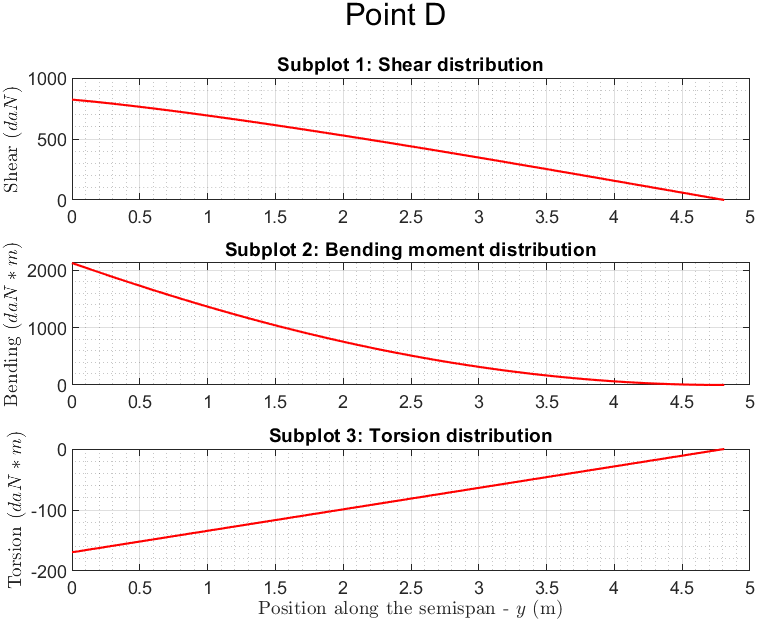 Point D
Subplot 1: Shear distribution
Shear (daN)
1000
500
0
0 0.5 1 1.5 2 2.5 3 3.5 4 4.5 5
Subplot 2: Bending moment distribution
Bending (daN * m)
2000
1000
0
0 0.5 1 1.5 2 2.5 3 3.5 4 4.5 5
Subplot 3: Torsion distribution
Torsion (daN * m)
0
-100
-200
0 0.5 1 1.5 2 2.5 3 3.5 4 4.5 5
Position along the semispan - y (m)